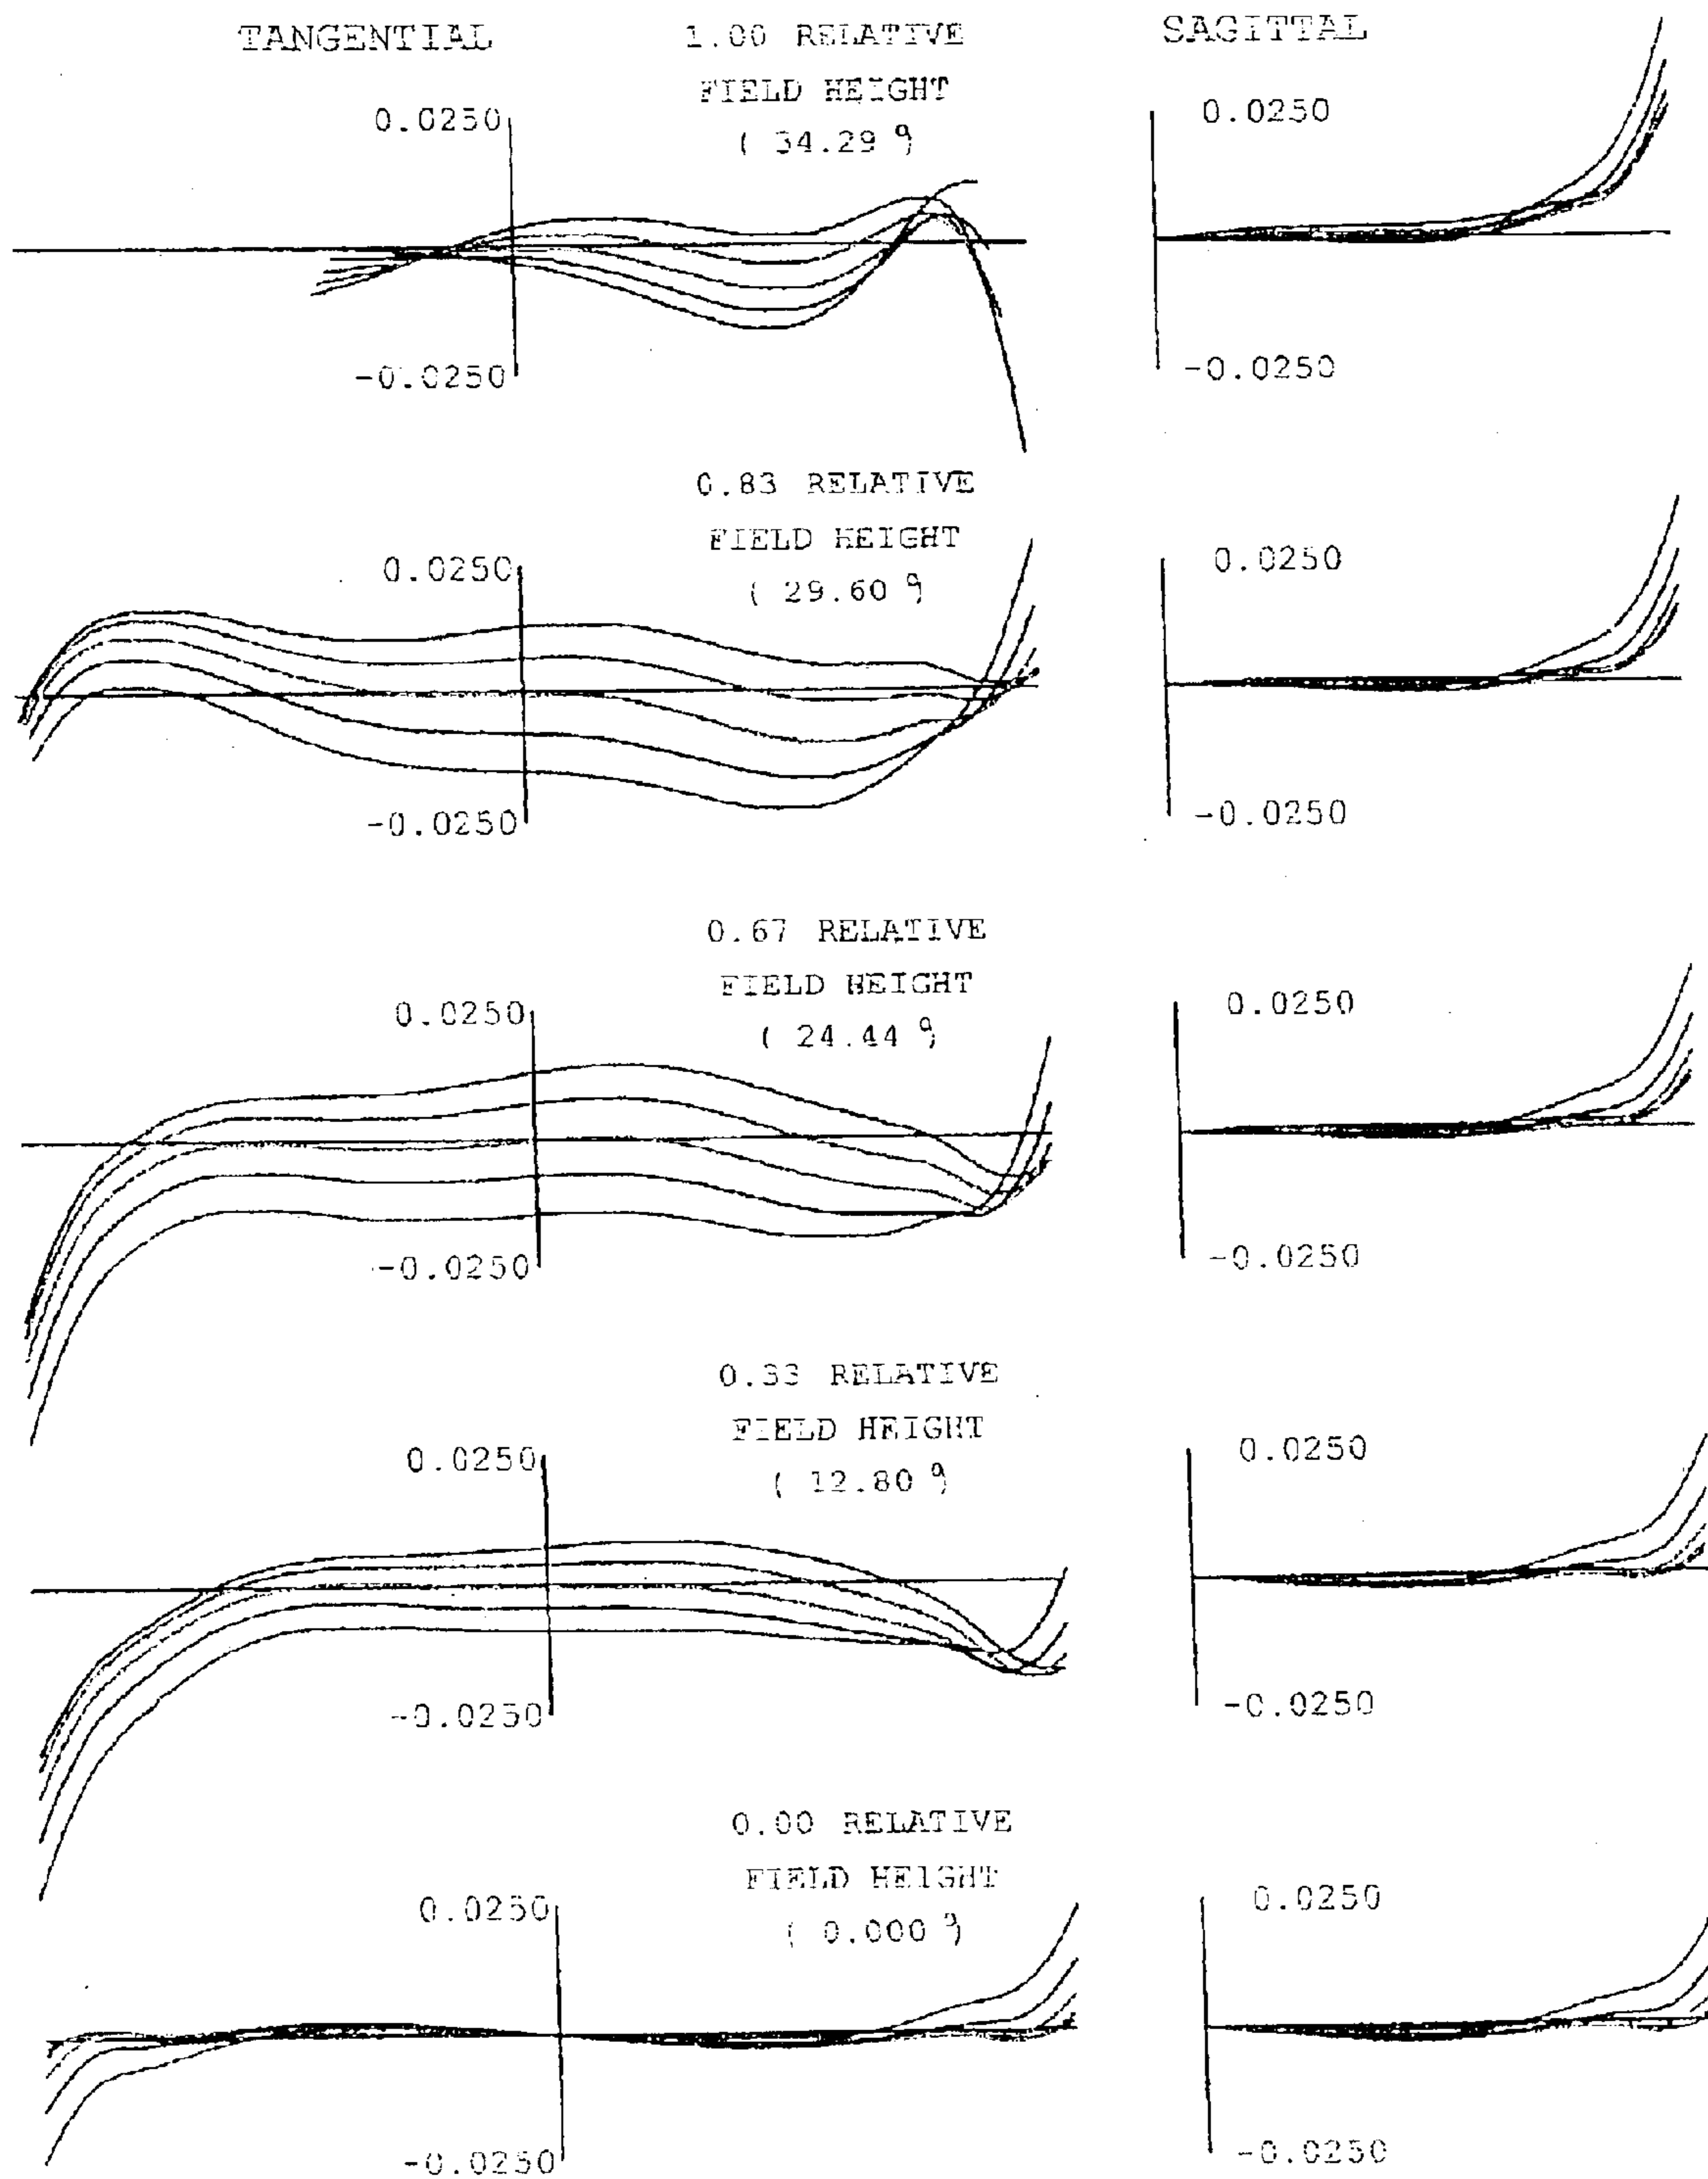 TANGENTIAL
1.00 RELATIVE
FIELD HEIGHT
( 34.29 º)
SAGITTAL
0.0250
-0.0250
0.0250
-0.0250
0.83 RELATIVE
FIELD HEIGHT
( 29.60 º)
0.0250
-0.0250
0.0250
-0.0250
0.67 RELATIVE
FIELD HEIGHT
( 24.44 º)
0.0250
-0.0250
0.0250
-0.0250
0.33 RELATIVE
FIELD HEIGHT
( 12.80 º)
0.0250
-0.0250
0.0250
-0.0250
0.00 RELATIVE
FIELD HEIGHT
( 0.000 º)
0.0250
-0.0250
0.0250
-0.0250